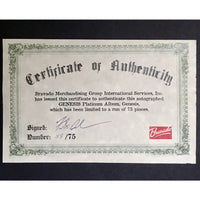 Certificate of Authenticity
Bravado Merchandising Group International Services, Inc.
has issued this certificate to authenticate this autographed
GENESIS Platinum Album, Genesis,
which has been limited to a run of 75 pieces.
Signed:
Number: /75
Bravado